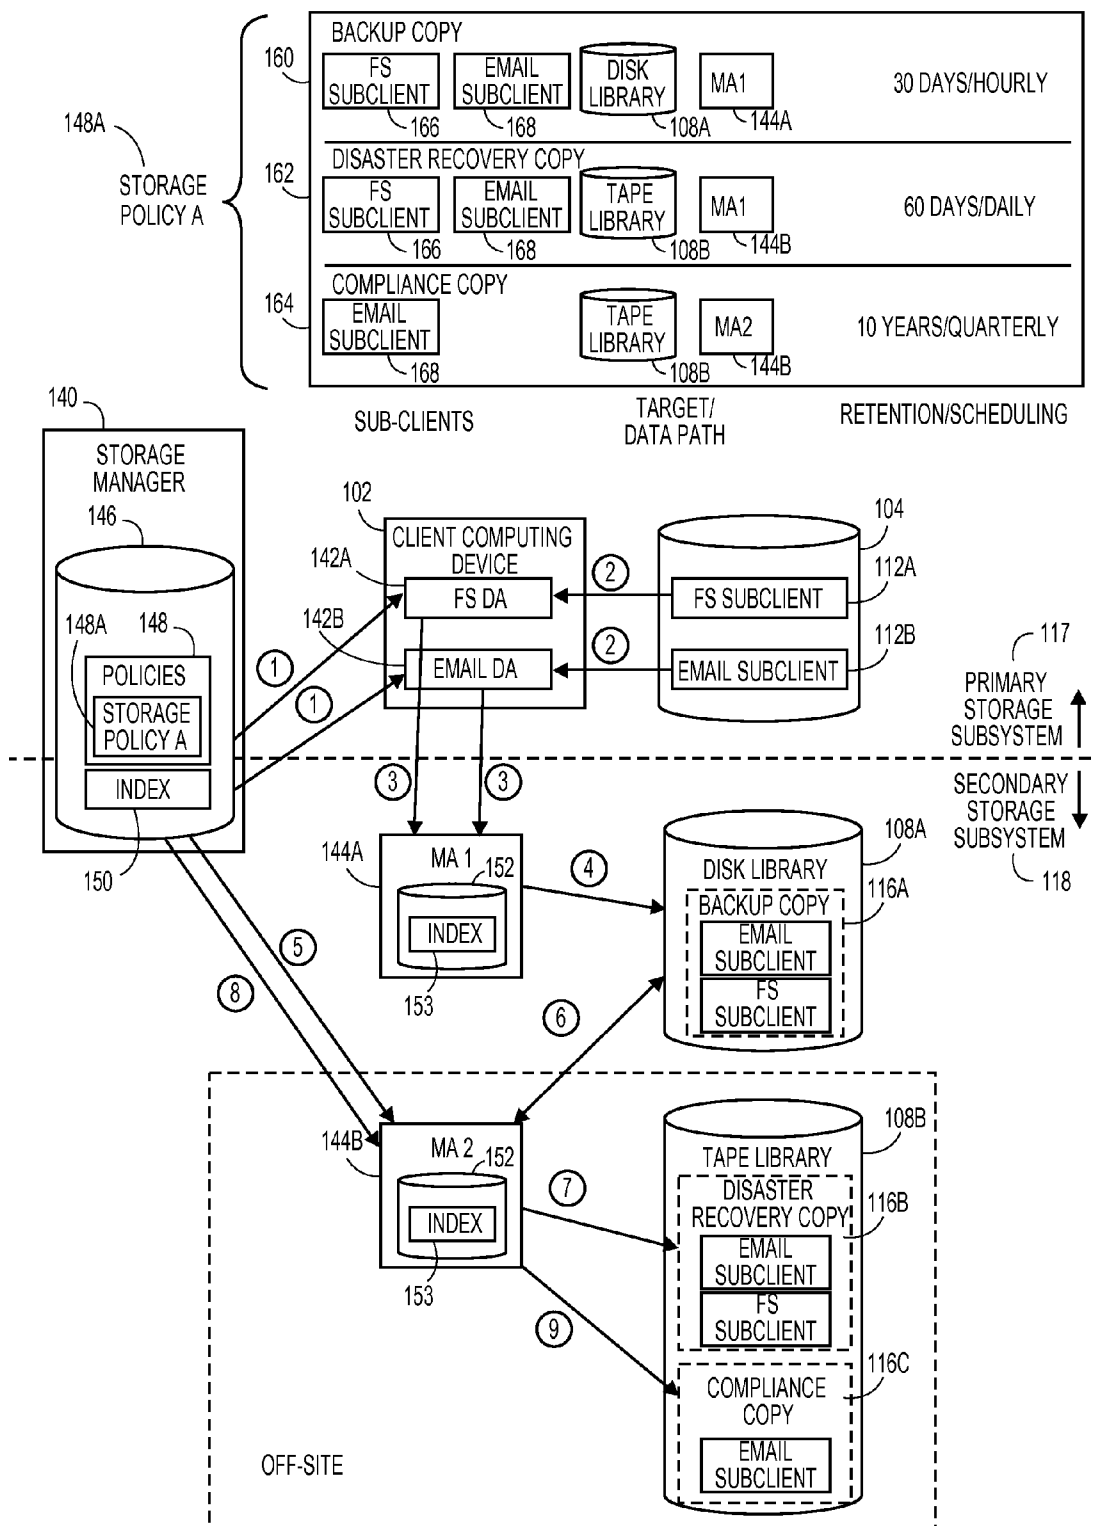 BACKUP COPY
160
FS SUBCLIENT
166
EMAIL SUBCLIENT
168
DISK LIBRARY
108A
MA1
144A
30 DAYS/HOURLY
148A
STORAGE POLICY A
DISASTER RECOVERY COPY
162
FS SUBCLIENT
166
EMAIL SUBCLIENT
168
TAPE LIBRARY
108B
MA1
144B
60 DAYS/DAILY
COMPLIANCE COPY
164
EMAIL SUBCLIENT
168
TAPE LIBRARY
108B
MA2
144B
10 YEARS/QUARTERLY
SUB-CLIENTS
TARGET/
DATA PATH
RETENTION/SCHEDULING
140
STORAGE
MANAGER
146
148A
148
POLICIES
STORAGE
POLICY A
INDEX
150
102
CLIENT COMPUTING
DEVICE
142A
FS DA
142B
EMAIL DA
104
112A
FS SUBCLIENT
112B
EMAIL SUBCLIENT
1
1
2
2
117
PRIMARY
STORAGE
SUBSYSTEM
SECONDARY
STORAGE
SUBSYSTEM
118
3
3
144A
MA 1
152
INDEX
153
4
108A
DISK LIBRARY
116A
BACKUP COPY
EMAIL
SUBCLIENT
FS
SUBCLIENT
5
8
6
144B
MA 2
152
INDEX
153
7
9
108B
TAPE LIBRARY
DISASTER
RECOVERY COPY
116B
EMAIL
SUBCLIENT
FS
SUBCLIENT
116C
COMPLIANCE
COPY
EMAIL
SUBCLIENT
OFF-SITE